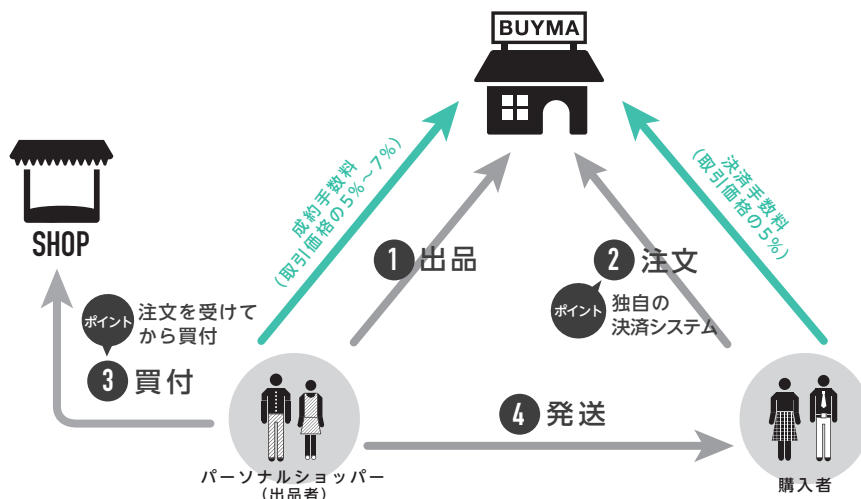 BUYMA
成約手数料
(取引価格の5%〜7%)
決済手数料
(取引価格の5%)
SHOP
1 出品
2 注文
ポイント
独自の
決済システム
ポイント
注文を受けて
から買付
3 買付
4 発送
パーソナルショッパー
(出品者)
購入者